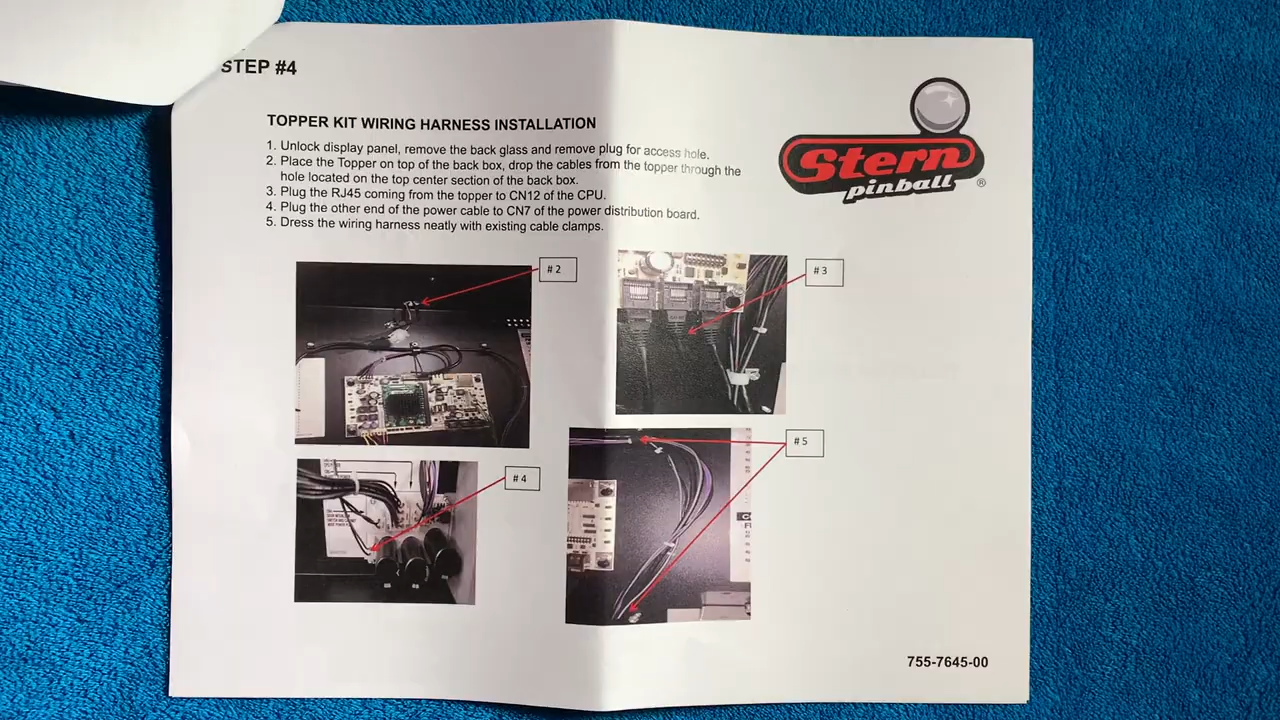 STEP #4
TOPPER KIT WIRING HARNESS INSTALLATION
1. Unlock display panel, remove the back glass and remove plug for access hole.
2. Place the Topper on top of the back box, drop the cables from the topper through the
hole located on the top center section of the back box.
3. Plug the RJ45 coming from the topper to CN12 of the CPU.
4. Plug the other end of the power cable to CN7 of the power distribution board.
5. Dress the wiring harness neatly with existing cable clamps.
Stern
pinball ®
# 2
# 3
# 4
# 5
755-7645-00